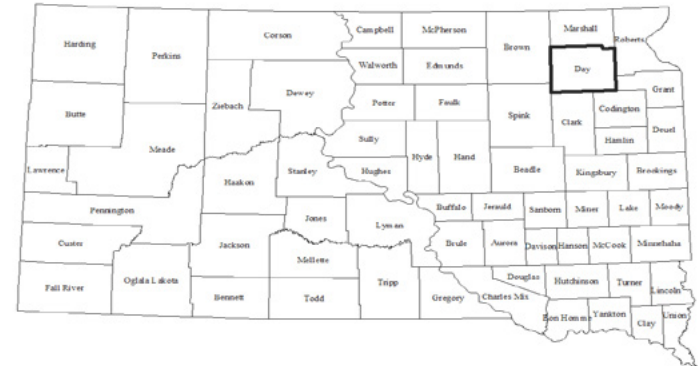 Harding
Perkins
Corson
Campbell
McPherson
Brown
Marshall
Roberts
Walworth
Edmunds
Day
Dewey
Ziebach
Potter
Faulk
Spink
Clark
Codington
Grant
Butte
Meade
Sully
Hyde
Hand
Hamlin
Deuel
Lawrence
Haakon
Stanley
Hughes
Beadle
Kingsbury
Brookings
Pennington
Jones
Lyman
Buffalo
Jerauld
Sanborn
Miner
Lake
Moody
Custer
Jackson
Mellette
Brule
Aurora
Davison
Hanson
McCook
Minnehaha
Fall River
Oglala Lakota
Bennett
Todd
Tripp
Gregory
Charles Mix
Douglas
Hutchinson
Turner
Lincoln
Bon Homme
Yankton
Clay
Union